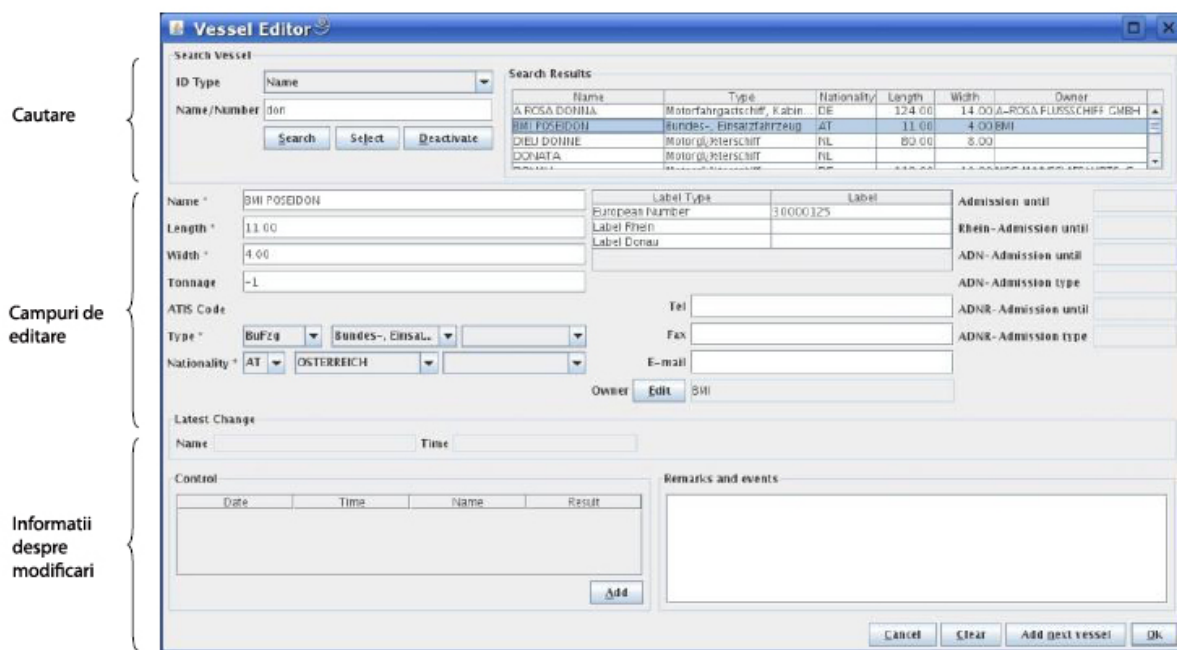 Vessel Editor
Cautare
Search Vessel
ID Type Name
Name/Number don
Search Select Deactivate
Search Results
Name Type Nationality Length Width Owner
A ROSA DONNA Motorfahrgastschiff, Kabin... DE 124.00 14.00 A-ROSA FLUSSSCHIFF GMBH
BMI POSEIDON Bundes-, Einsatzfahrzeug AT 11.00 4.00 BMI
DIEU DONNE NL 80.00 8.00
DONATA NL
Campuri de
editare
Name * BMI POSEIDON
Length * 11.00
Width * 4.00
Tonnage -1
ATIS Code
Type * BuFzg Bundes-, Einsat...
Nationality * AT ÖSTERREICH
Label Type Label
European Number 30000125
Label Rhein
Label Donau
Tel
Fax
E-mail
Owner Edit BMI
Admission until
Rhein-Admission until
ADN-Admission until
ADN-Admission type
ADNR-Admission until
ADNR-Admission type
Informatii
despre
modificari
Latest Change
Name Time
Control
Date Time Name Result
Add
Remarks and events
Cancel Clear Add next vessel Ok